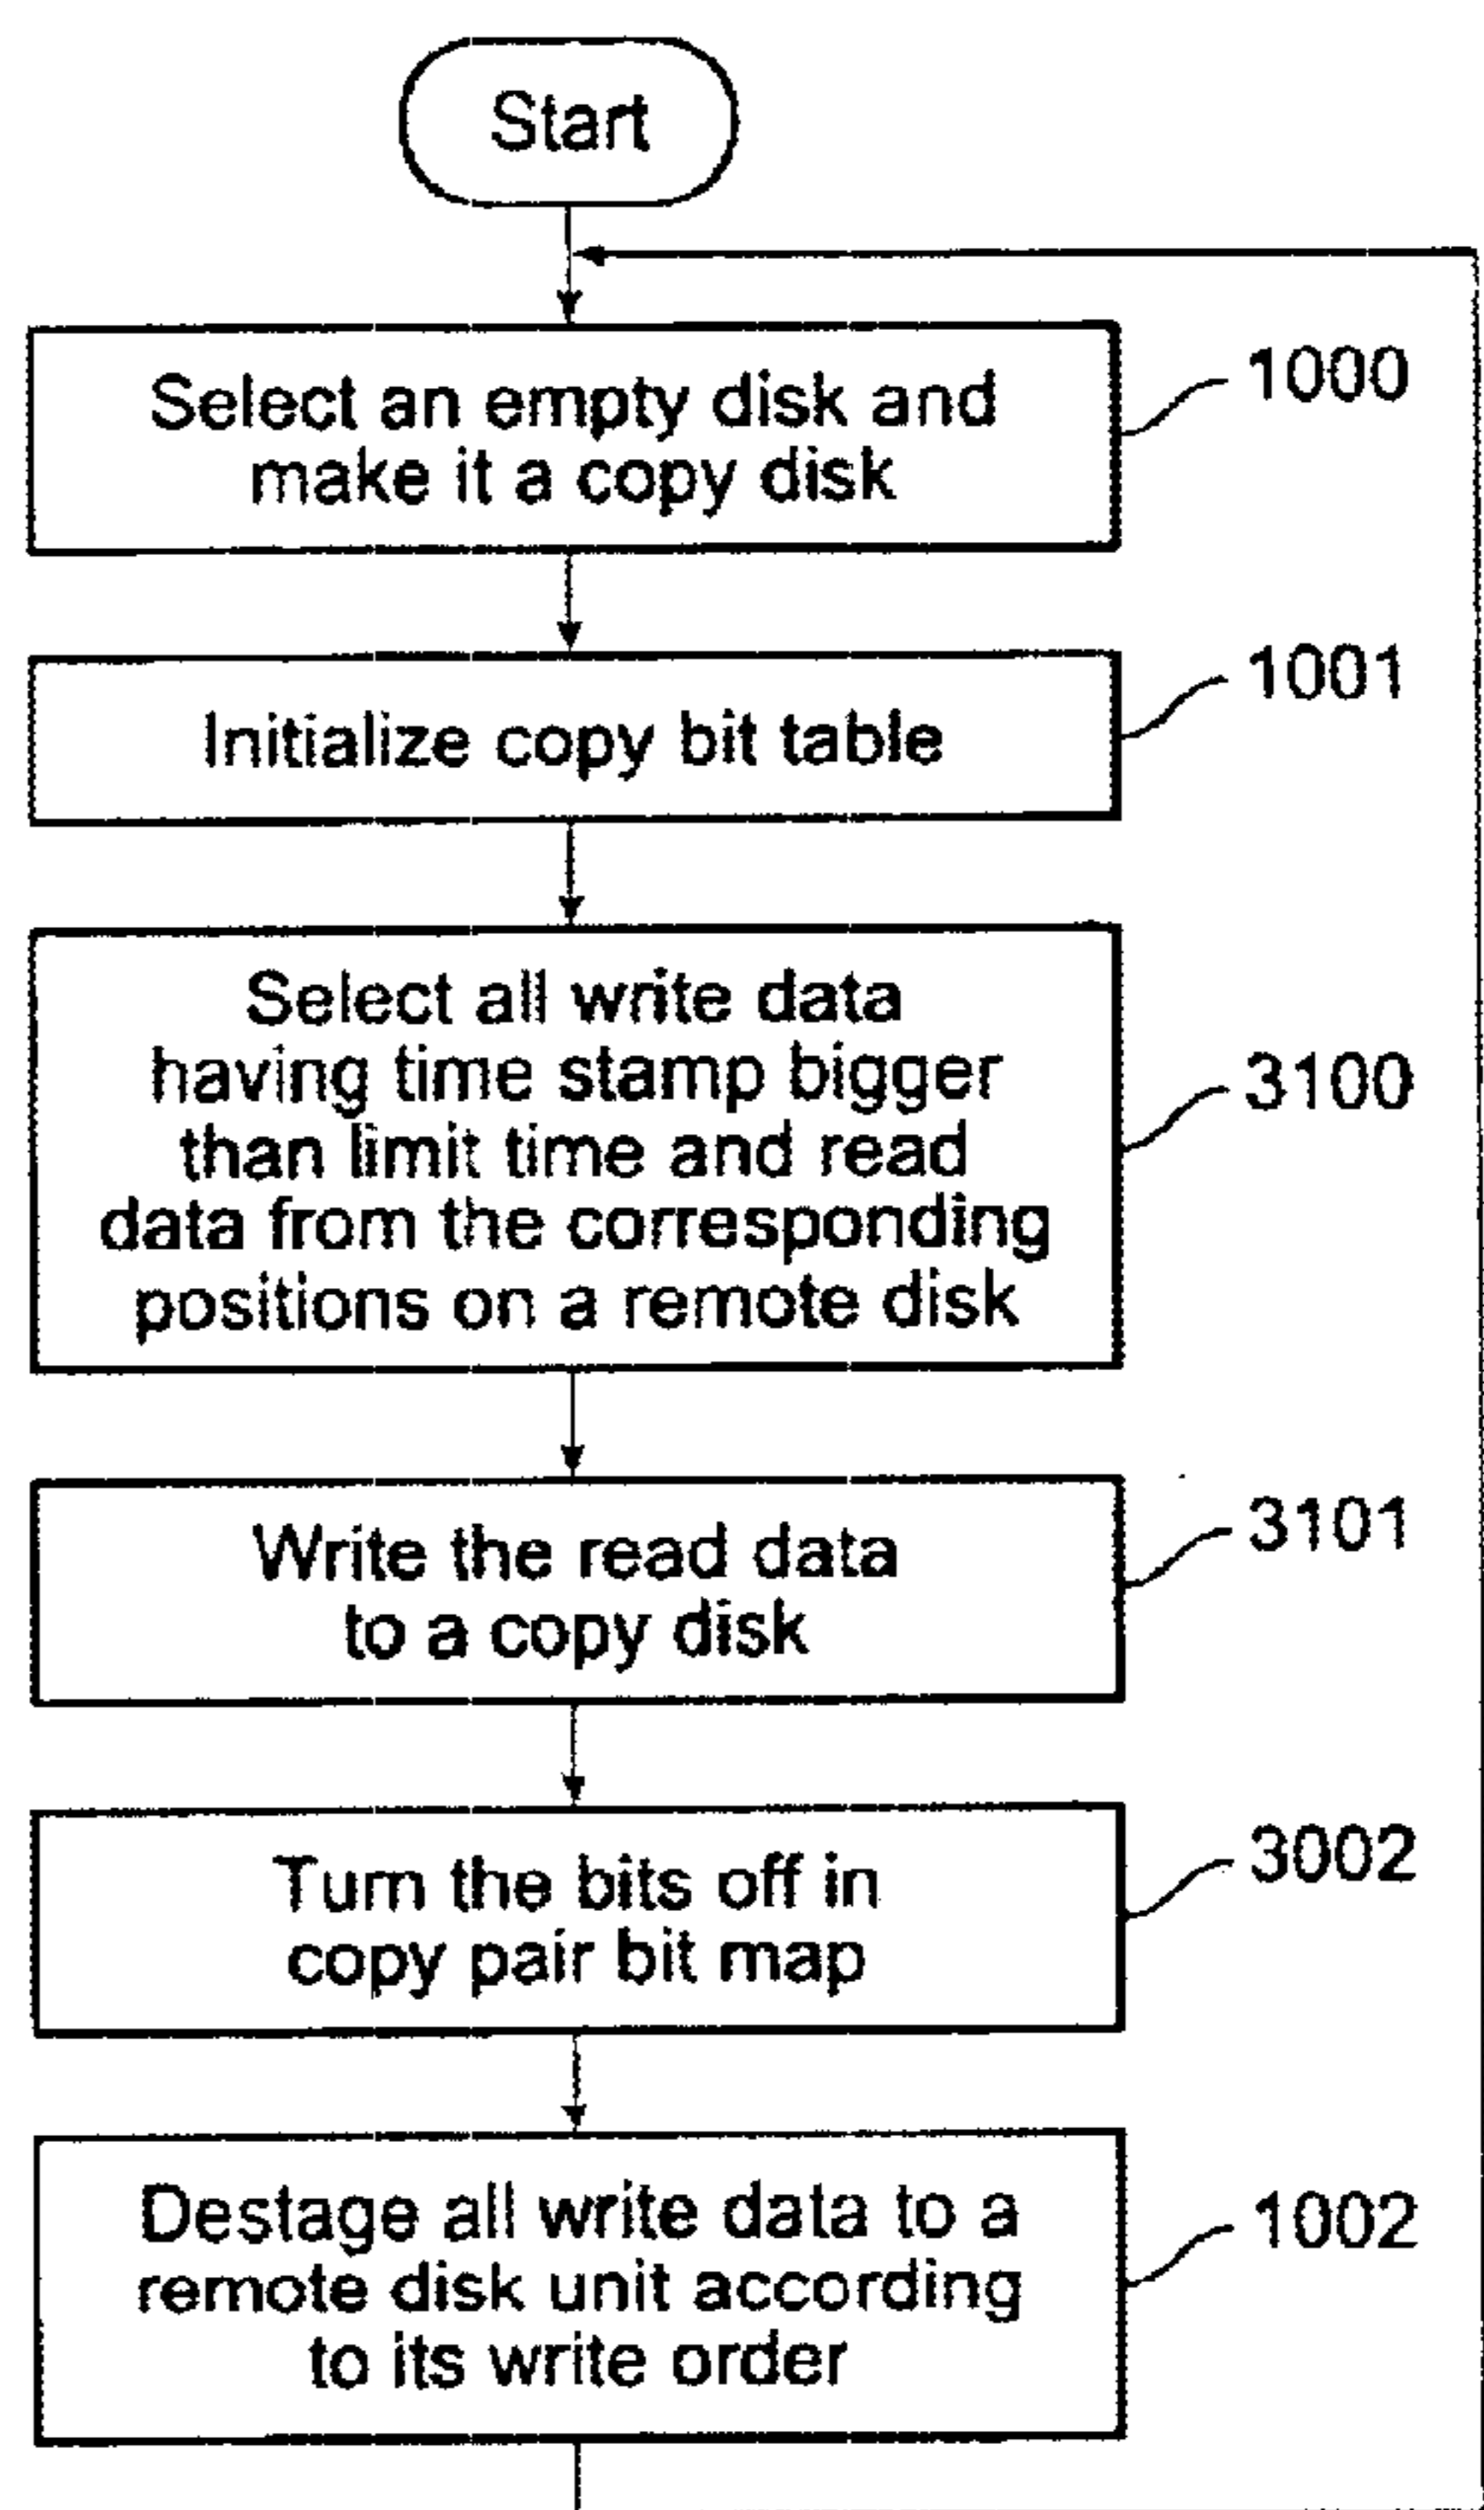 Start
Select an empty disk and
make it a copy disk
1000
Initialize copy bit table
1001
Select all write data
having time stamp bigger
than limit time and read
data from the corresponding
positions on a remote disk
3100
Write the read data
to a copy disk
3101
Turn the bits off in
copy pair bit map
3002
Destage all write data to a
remote disk unit according
to its write order
1002